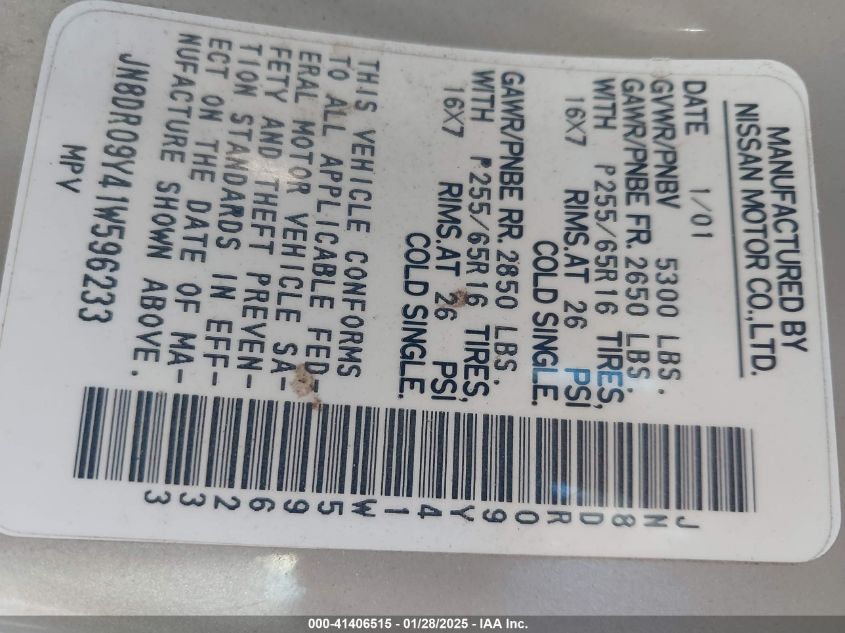 MANUFACTURED BY
NISSAN MOTOR CO.,LTD.
DATE 1/01
GVWR/PNBV 5300 LBS.
GAWR/PNBE FR. 2650 LBS.
WITH P255/65R16 TIRES,
16X7 RIMS.AT 26 PSI
COLD SINGLE.
GAWR/PNBE RR. 2850 LBS.
WITH P255/65R16 TIRES,
16X7 RIMS.AT 26 PSI
COLD SINGLE.
THIS VEHICLE CONFORMS
TO ALL APPLICABLE FED-
ERAL MOTOR VEHICLE SA-
FETY AND THEFT PREVEN-
TION STANDARDS IN EFF-
ECT ON THE DATE OF MA-
NUFACTURE SHOWN ABOVE.
JN8DR09Y41W596233
MPV
JN8DR09Y41W596233
000-41406515 - 01/28/2025 - IAA Inc.